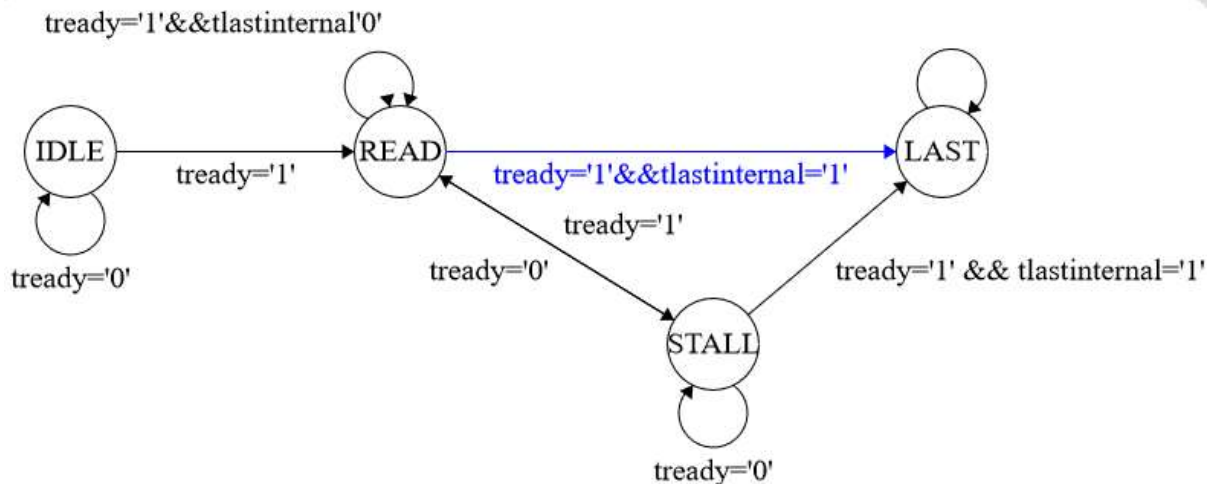 tready='1'&&tlastinternal'0'
IDLE
READ
LAST
tready='1'
tready='1'&&tlastinternal='1'
tready='1'
tready='0'
tready='0'
tready='1' && tlastinternal='1'
STALL
tready='0'